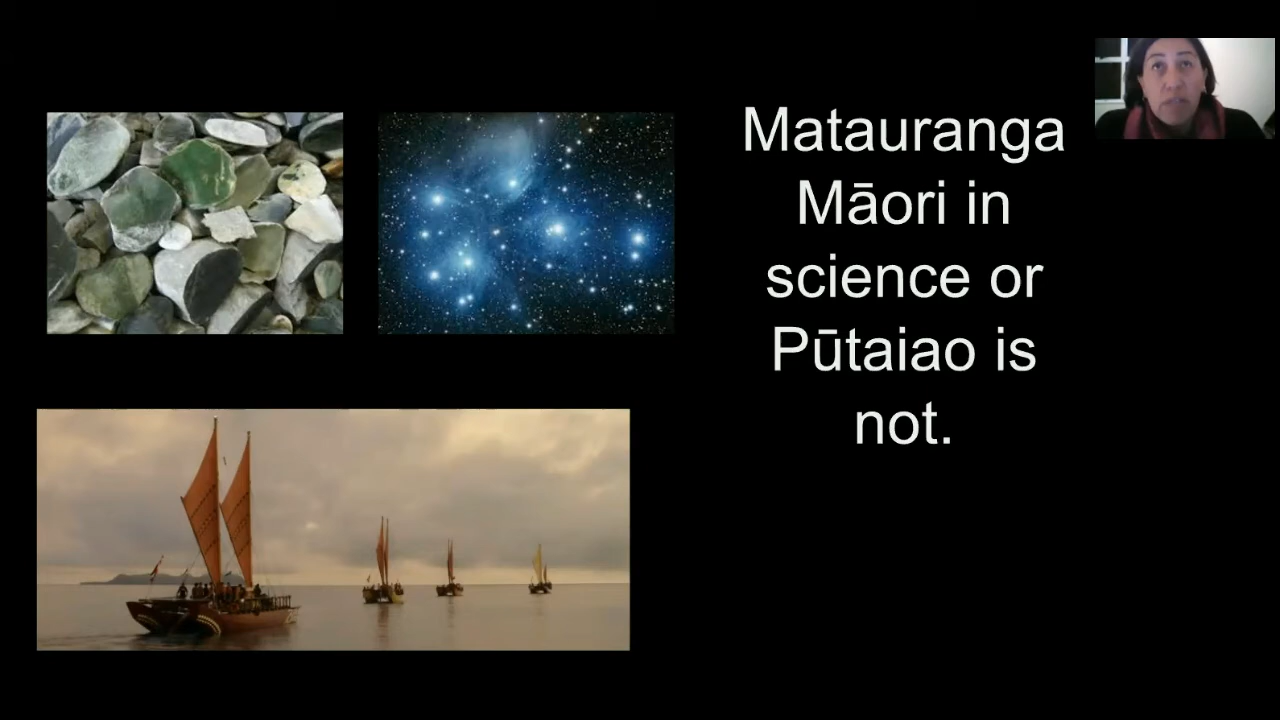 Matauranga
Māori in
science or
Pūtaiao is
not.